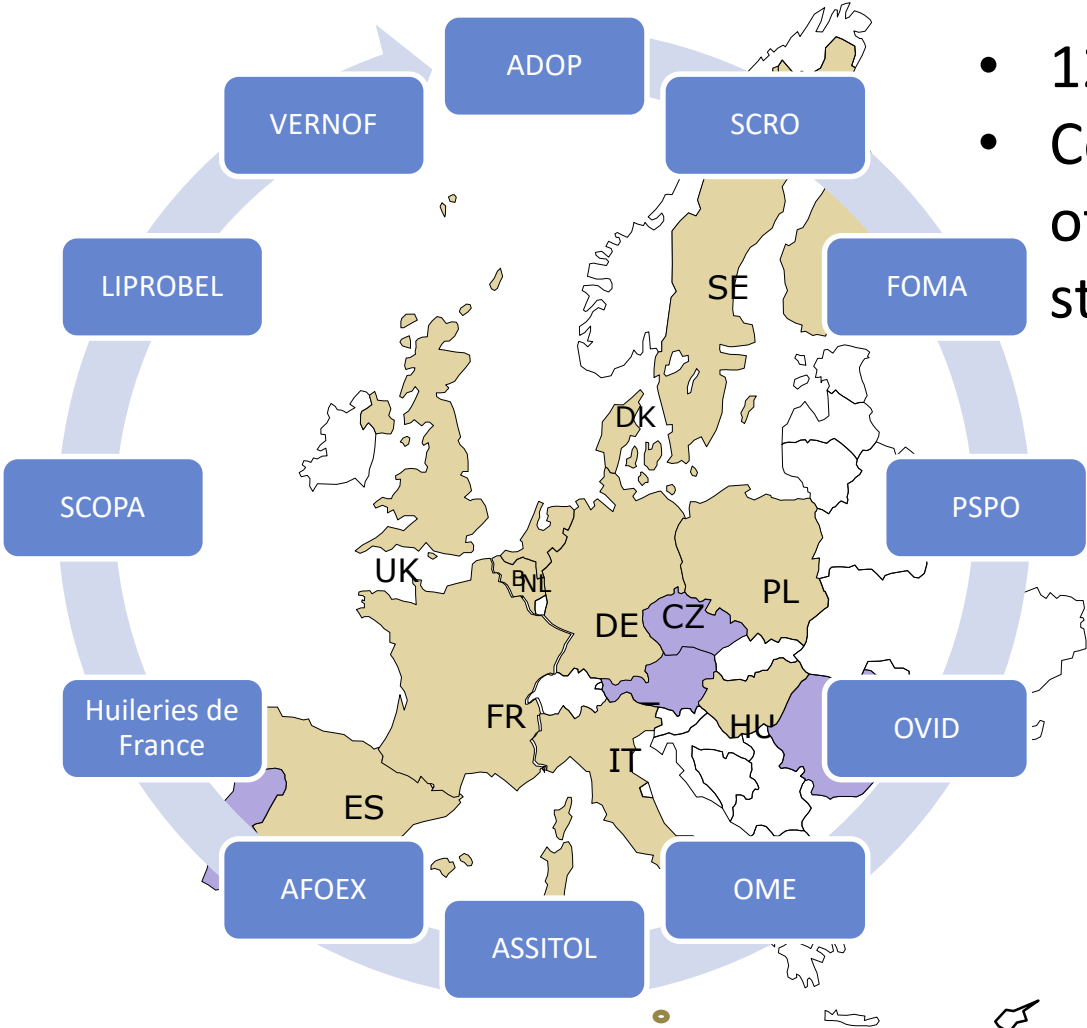 ADOP
SCRO
FOMA
PSPO
OVID
OME
ASSITOL
AFOEX
Huileries de
France
SCOPA
LIPROBEL
VERNOF
•
•
SE
DK
UK
B
NL
PL
DE
CZ
FR
HU
IT
ES